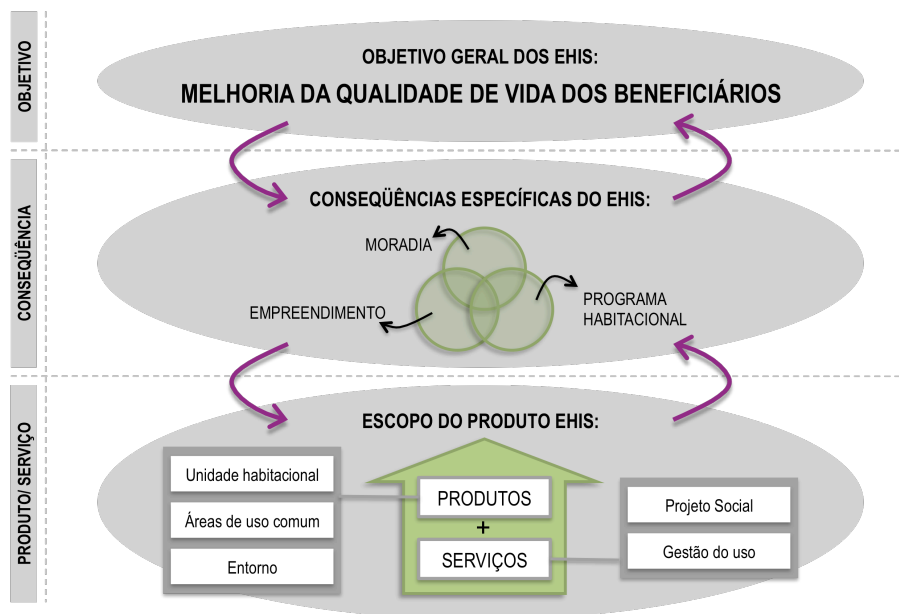 OBJETIVO
OBJETIVO GERAL DOS EHIS:
MELHORIA DA QUALIDADE DE VIDA DOS BENEFICIÁRIOS
CONSEQÜÊNCIA
CONSEQÜÊNCIAS ESPECÍFICAS DO EHIS:
MORADIA
EMPREENDIMENTO
PROGRAMA
HABITACIONAL
PRODUTO/ SERVIÇO
ESCOPO DO PRODUTO EHIS:
Unidade habitacional
Áreas de uso comum
Entorno
PRODUTOS
+
SERVIÇOS
Projeto Social
Gestão do uso